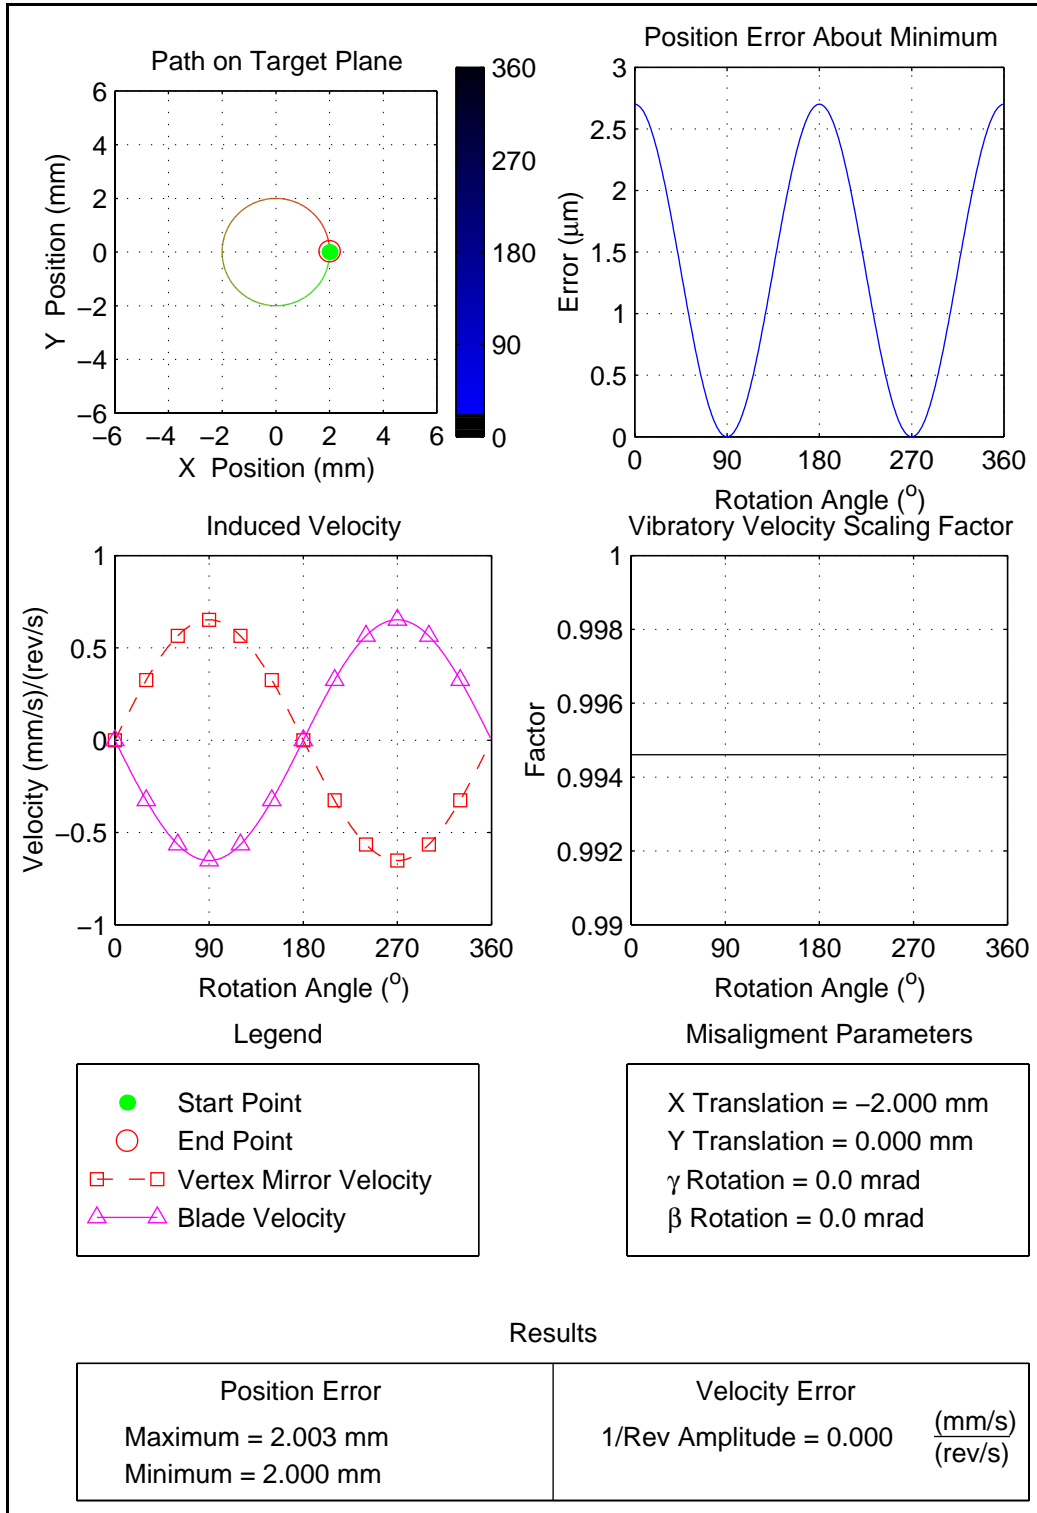 Path on Target Plane
6
4
2
0
−2
−4
−6
−6 −4 −2 0 2 4 6
X Position (mm)
Y Position (mm)
360
270
180
90
0
Position Error About Minimum
3
2.5
2
1.5
1
0.5
0
0 90 180 270 360
Rotation Angle (o)
Error (μm)
Induced Velocity
1
0.5
0
−0.5
−1
0 90 180 270 360
Rotation Angle (o)
Velocity (mm/s)/(rev/s)
Vibratory Velocity Scaling Factor
1
0.998
0.996
0.994
0.992
0.99
0 90 180 270 360
Rotation Angle (o)
Factor
Legend
Start Point
End Point
Vertex Mirror Velocity
Blade Velocity
Misaligment Parameters
X Translation = −2.000 mm
Y Translation = 0.000 mm
γ Rotation = 0.0 mrad
β Rotation = 0.0 mrad
Results
Position Error
Maximum = 2.003 mm
Minimum = 2.000 mm
Velocity Error
1/Rev Amplitude = 0.000 (mm/s)
(rev/s)